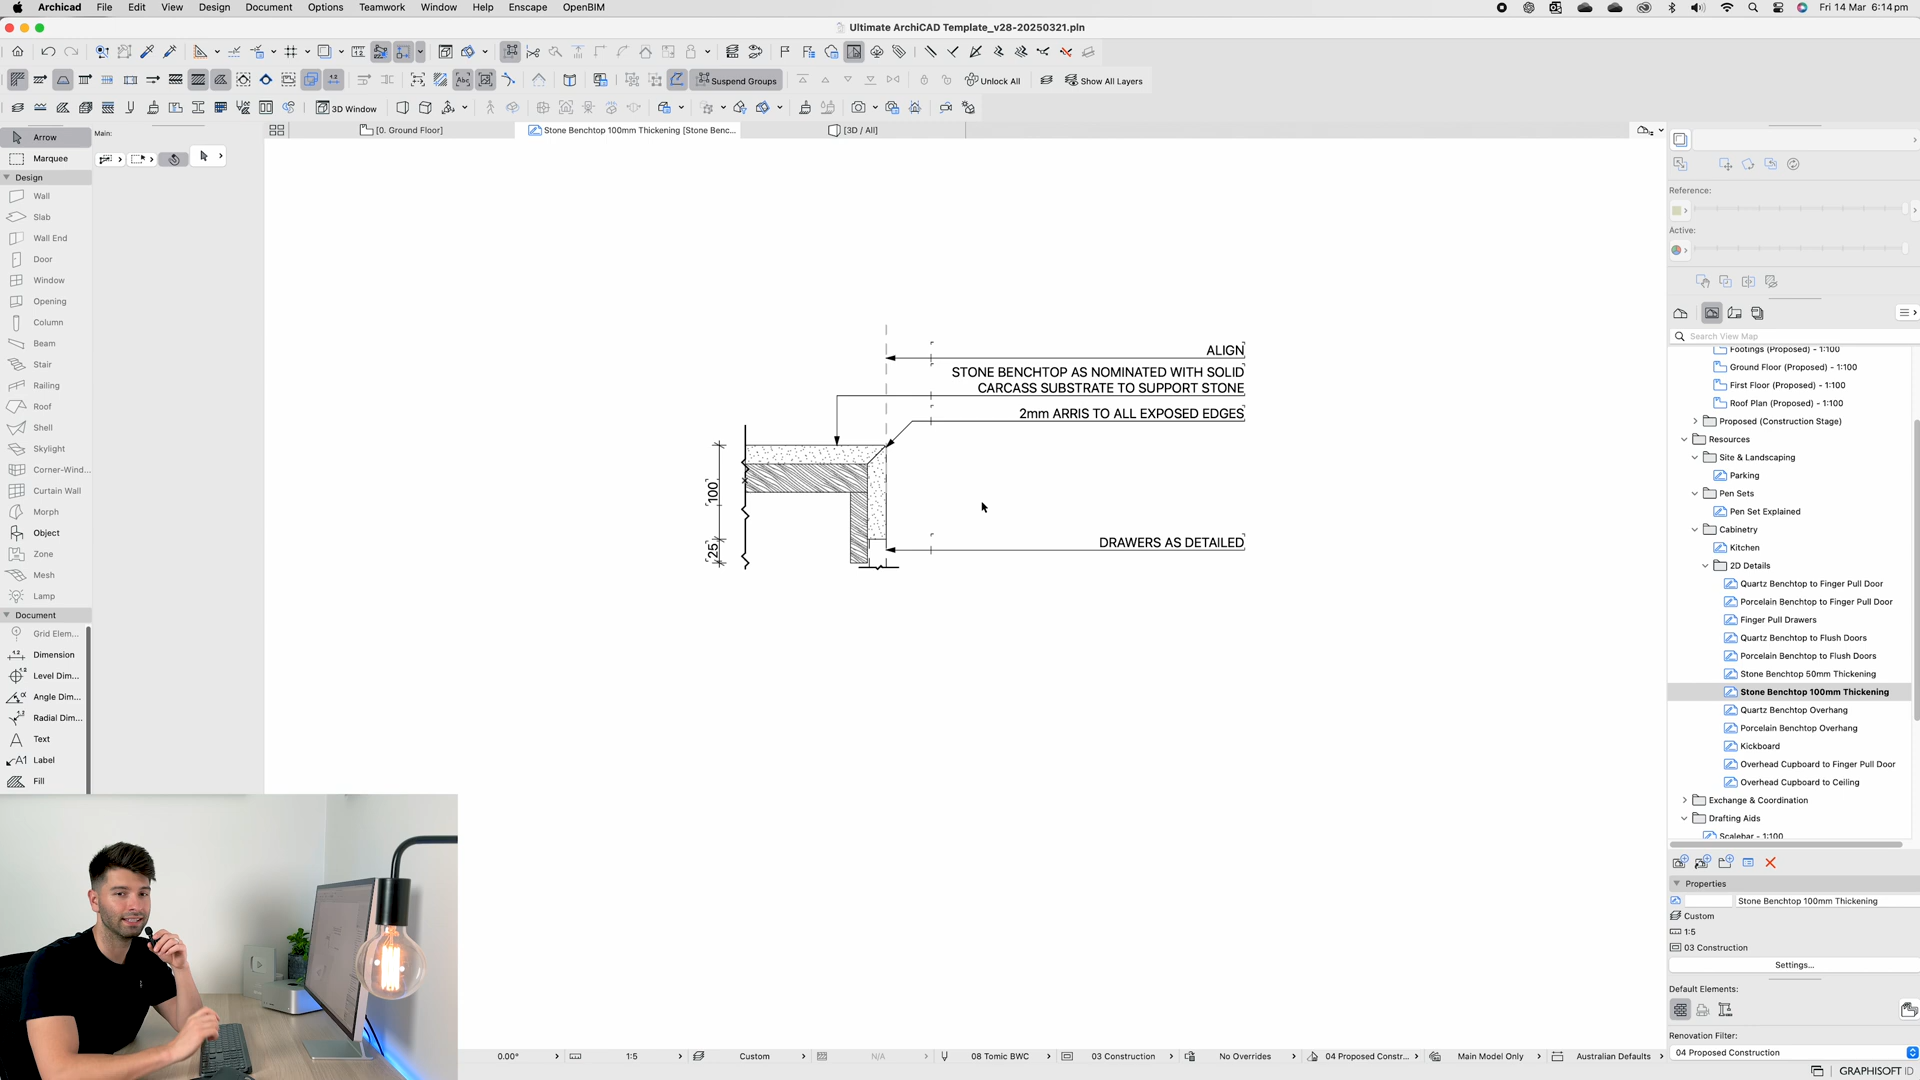 Archicad File Edit View Design Document Options Teamwork Window Help Enscape OpenBIM
Fri 14 Mar 6:14 pm
Ultimate ArchiCAD Template_v28-20250321.pln
Suspend Groups
Unlock All
Show All Layers
3D Window
[0. Ground Floor]
Stone Benchtop 100mm Thickening [Stone Benc...
[3D / All]
Arrow
Marquee
Main:
Design
Wall
Slab
Wall End
Door
Window
Opening
Column
Beam
Stair
Railing
Roof
Shell
Skylight
Corner-Wind...
Curtain Wall
Morph
Object
Zone
Mesh
Lamp
Document
Grid Elem...
Dimension
Level Dim...
Angle Dim...
Radial Dim...
Text
Label
Fill
ALIGN
STONE BENCHTOP AS NOMINATED WITH SOLID
CARCASS SUBSTRATE TO SUPPORT STONE
2mm ARRIS TO ALL EXPOSED EDGES
100
25
DRAWERS AS DETAILED
Reference:
Active:
Search View Map
Footings (Proposed) - 1:100
Ground Floor (Proposed) - 1:100
First Floor (Proposed) - 1:100
Roof Plan (Proposed) - 1:100
Proposed (Construction Stage)
Resources
Site & Landscaping
Parking
Pen Sets
Pen Set Explained
Cabinetry
Kitchen
2D Details
Quartz Benchtop to Finger Pull Door
Porcelain Benchtop to Finger Pull Door
Finger Pull Drawers
Quartz Benchtop to Flush Doors
Porcelain Benchtop to Flush Doors
Stone Benchtop 50mm Thickening
Stone Benchtop 100mm Thickening
Quartz Benchtop Overhang
Porcelain Benchtop Overhang
Kickboard
Overhead Cupboard to Finger Pull Door
Overhead Cupboard to Ceiling
Exchange & Coordination
Drafting Aids
Scalebar - 1:100
Properties
Stone Benchtop 100mm Thickening
Custom
1:5
03 Construction
Settings...
Default Elements:
Renovation Filter:
04 Proposed Construction
0.00°
1:5
Custom
N/A
08 Tomic BWC
03 Construction
No Overrides
04 Proposed Constr...
Main Model Only
Australian Defaults
GRAPHISOFT ID